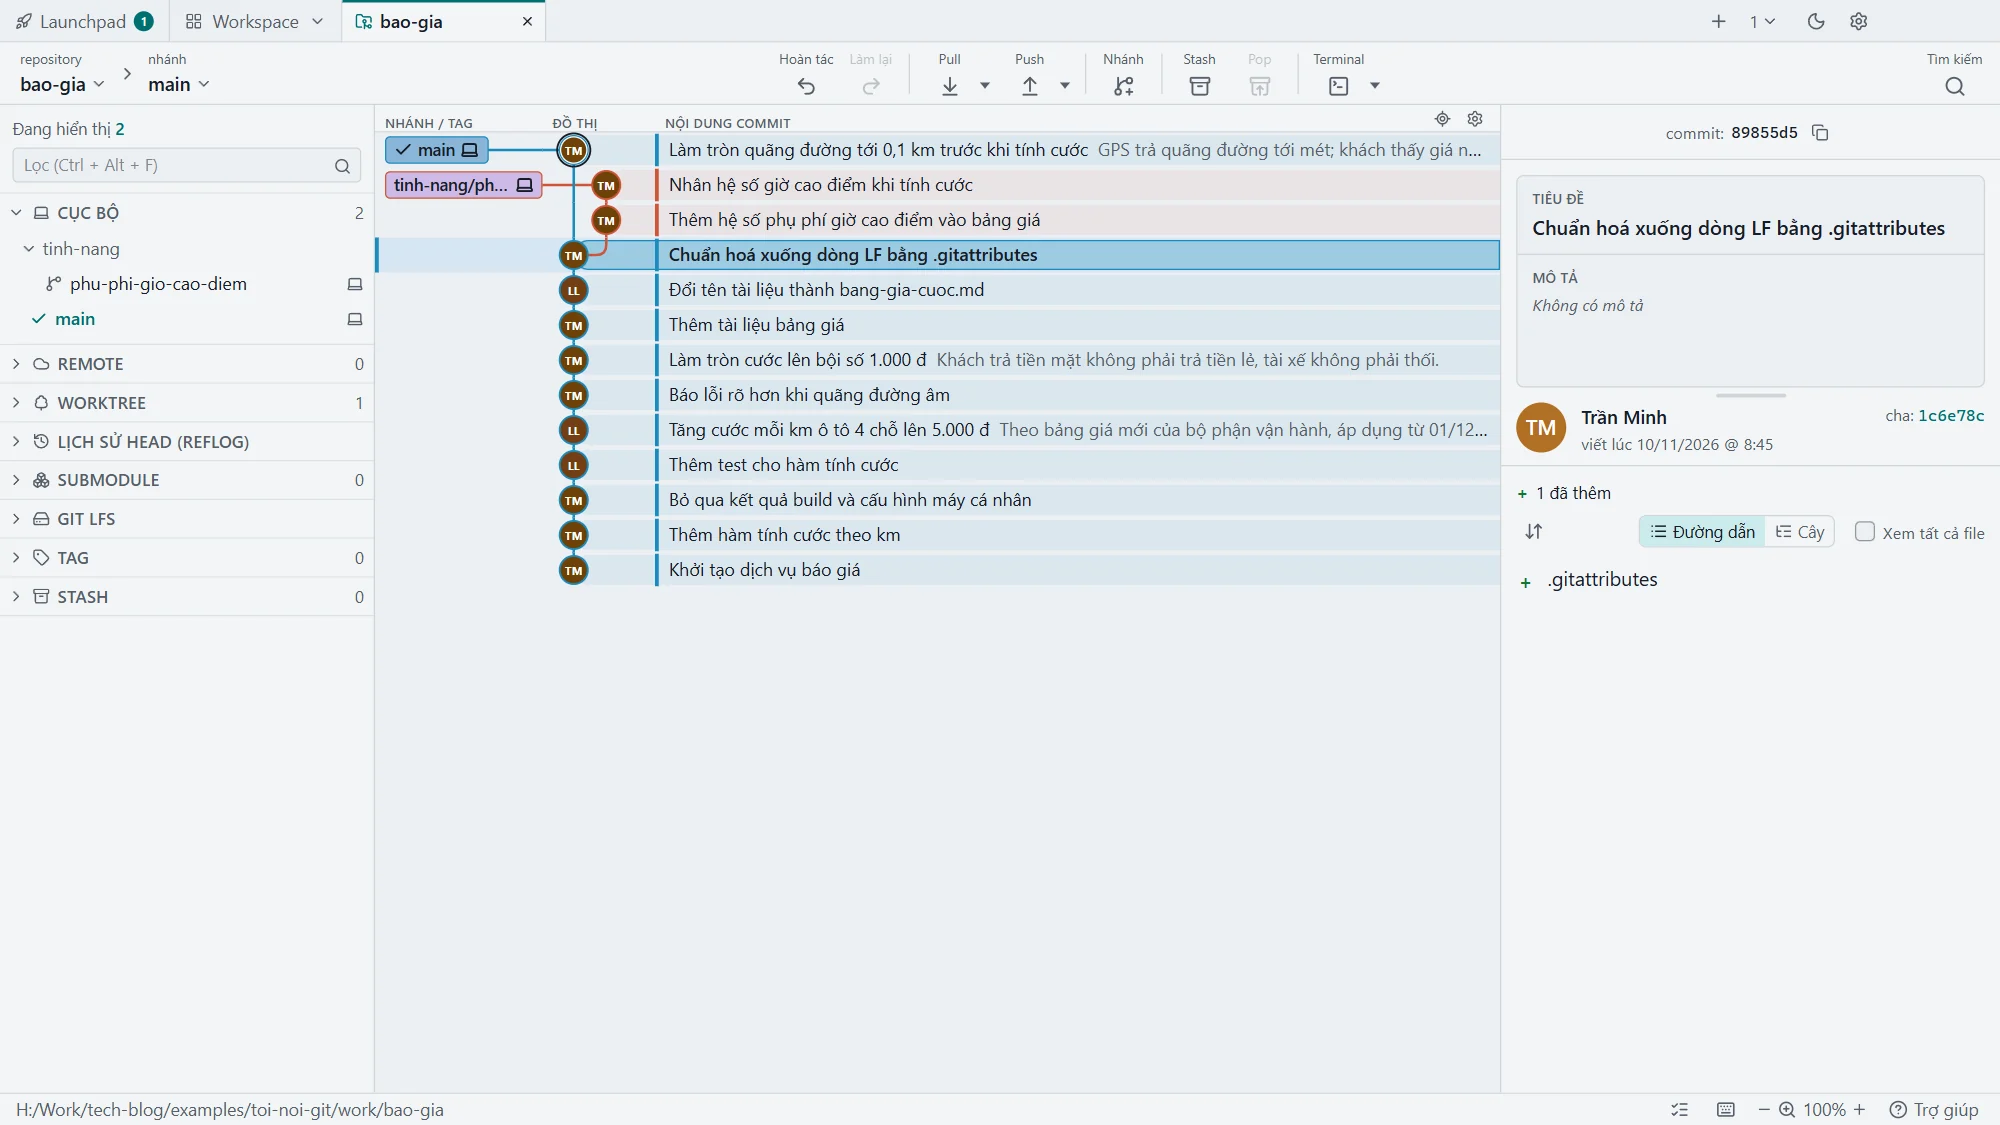 Launchpad 1
Workspace
bao-gia
1
repository
bao-gia
nhánh
main
Hoàn tác
Làm lại
Pull
Push
Nhánh
Stash
Pop
Terminal
Tìm kiếm
Đang hiển thị 2
Lọc (Ctrl + Alt + F)
CỤC BỘ 2
tinh-nang
phu-phi-gio-cao-diem
main
REMOTE 0
WORKTREE 1
LỊCH SỬ HEAD (REFLOG)
SUBMODULE 0
GIT LFS
TAG 0
STASH 0
NHÁNH / TAG ĐỒ THỊ NỘI DUNG COMMIT
main TM Làm tròn quãng đường tới 0,1 km trước khi tính cước GPS trả quãng đường tới mét; khách thấy giá n...
tinh-nang/ph... TM Nhân hệ số giờ cao điểm khi tính cước
TM Thêm hệ số phụ phí giờ cao điểm vào bảng giá
TM Chuẩn hoá xuống dòng LF bằng .gitattributes
LL Đổi tên tài liệu thành bang-gia-cuoc.md
TM Thêm tài liệu bảng giá
TM Làm tròn cước lên bội số 1.000 đ Khách trả tiền mặt không phải trả tiền lẻ, tài xế không phải thối.
TM Báo lỗi rõ hơn khi quãng đường âm
LL Tăng cước mỗi km ô tô 4 chỗ lên 5.000 đ Theo bảng giá mới của bộ phận vận hành, áp dụng từ 01/12...
LL Thêm test cho hàm tính cước
TM Bỏ qua kết quả build và cấu hình máy cá nhân
TM Thêm hàm tính cước theo km
TM Khởi tạo dịch vụ báo giá
commit: 89855d5
TIÊU ĐỀ
Chuẩn hoá xuống dòng LF bằng .gitattributes
MÔ TẢ
Không có mô tả
TM
Trần Minh
cha: 1c6e78c
viết lúc 10/11/2026 @ 8:45
+ 1 đã thêm
Đường dẫn
Cây
Xem tất cả file
+ .gitattributes
H:/Work/tech-blog/examples/toi-noi-git/work/bao-gia
− 100% +
Trợ giúp